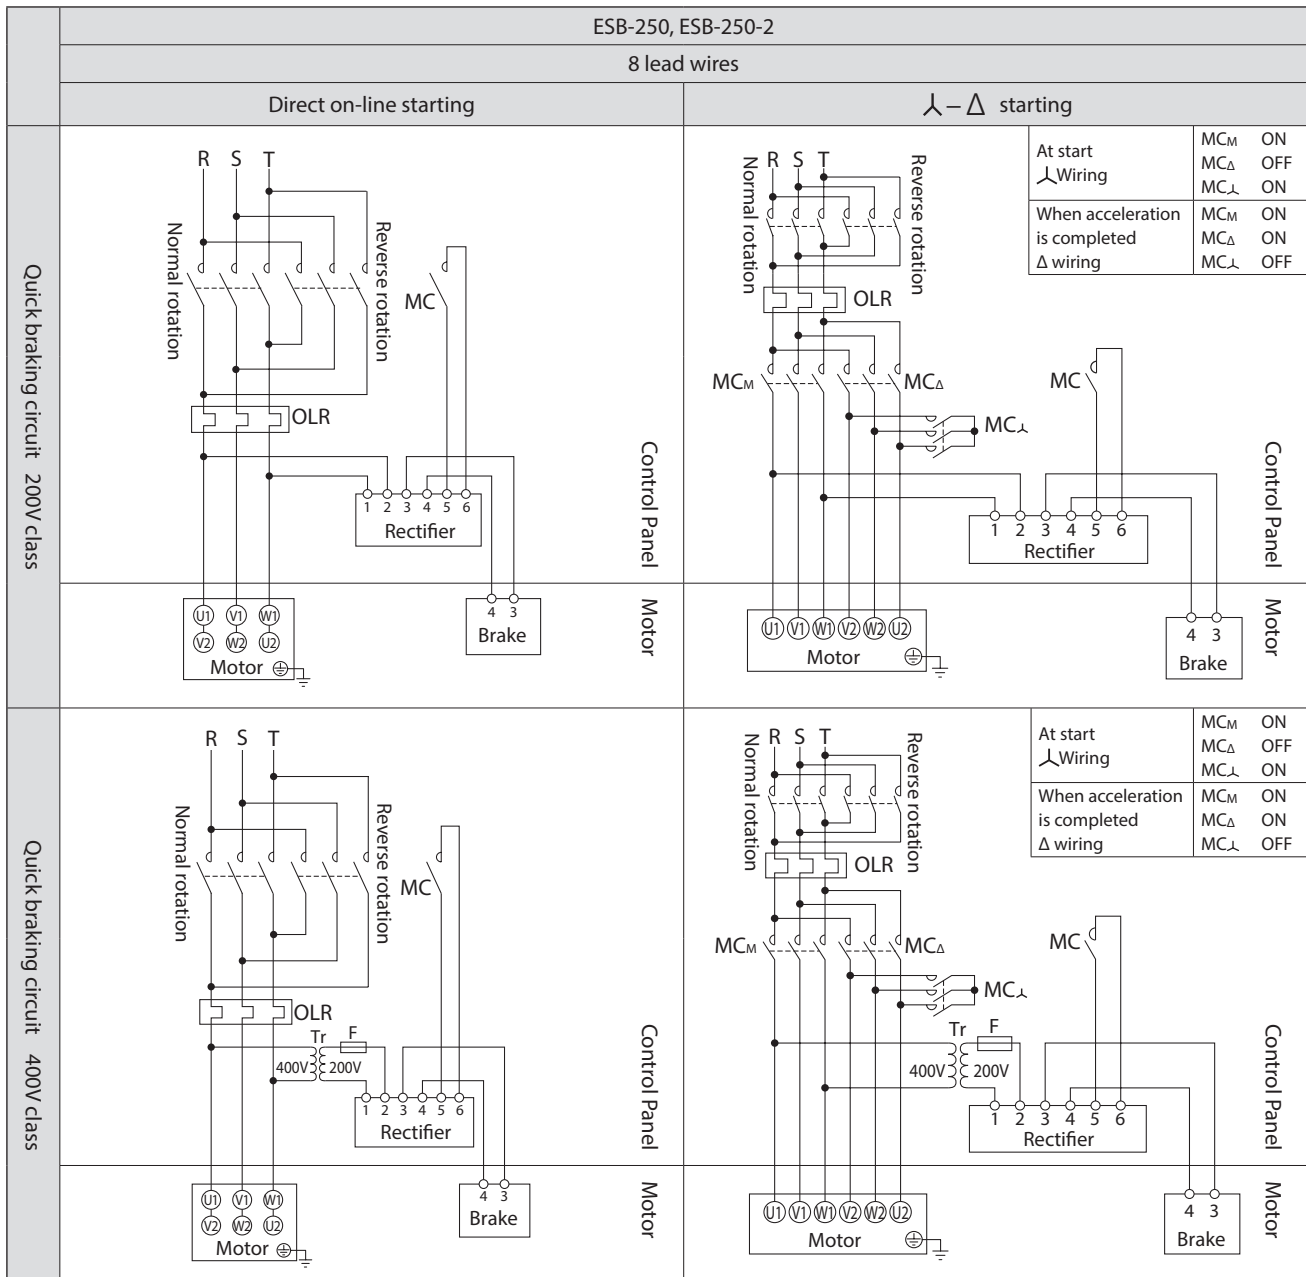 ESB-250, ESB-250-2
8 lead wires
Direct on-line starting
⅄ – Δ starting
Quick braking circuit 200V class
R S T
Normal rotation
Reverse rotation
MC
OLR
1 2 3 4 5 6
Rectifier
Control Panel
U1 V1 W1
V2 W2 U2
Motor
4 3
Brake
Motor
R S T
Normal rotation
Reverse rotation
At start
⅄Wiring
MCM ON
MCΔ OFF
MC⅄ ON
When acceleration
is completed
Δ wiring
MCM ON
MCΔ ON
MC⅄ OFF
OLR
MCM
MCΔ
MC
MC⅄
1 2 3 4 5 6
Rectifier
Control Panel
U1 V1 W1 V2 W2 U2
Motor
4 3
Brake
Motor
Quick braking circuit 400V class
R S T
Normal rotation
Reverse rotation
MC
OLR
Tr F
400V 200V
1 2 3 4 5 6
Rectifier
Control Panel
U1 V1 W1
V2 W2 U2
Motor
4 3
Brake
Motor
R S T
Normal rotation
Reverse rotation
At start
⅄Wiring
MCM ON
MCΔ OFF
MC⅄ ON
When acceleration
is completed
Δ wiring
MCM ON
MCΔ ON
MC⅄ OFF
OLR
MCM
MCΔ
MC
MC⅄
Tr F
400V 200V
1 2 3 4 5 6
Rectifier
Control Panel
U1 V1 W1 V2 W2 U2
Motor
4 3
Brake
Motor